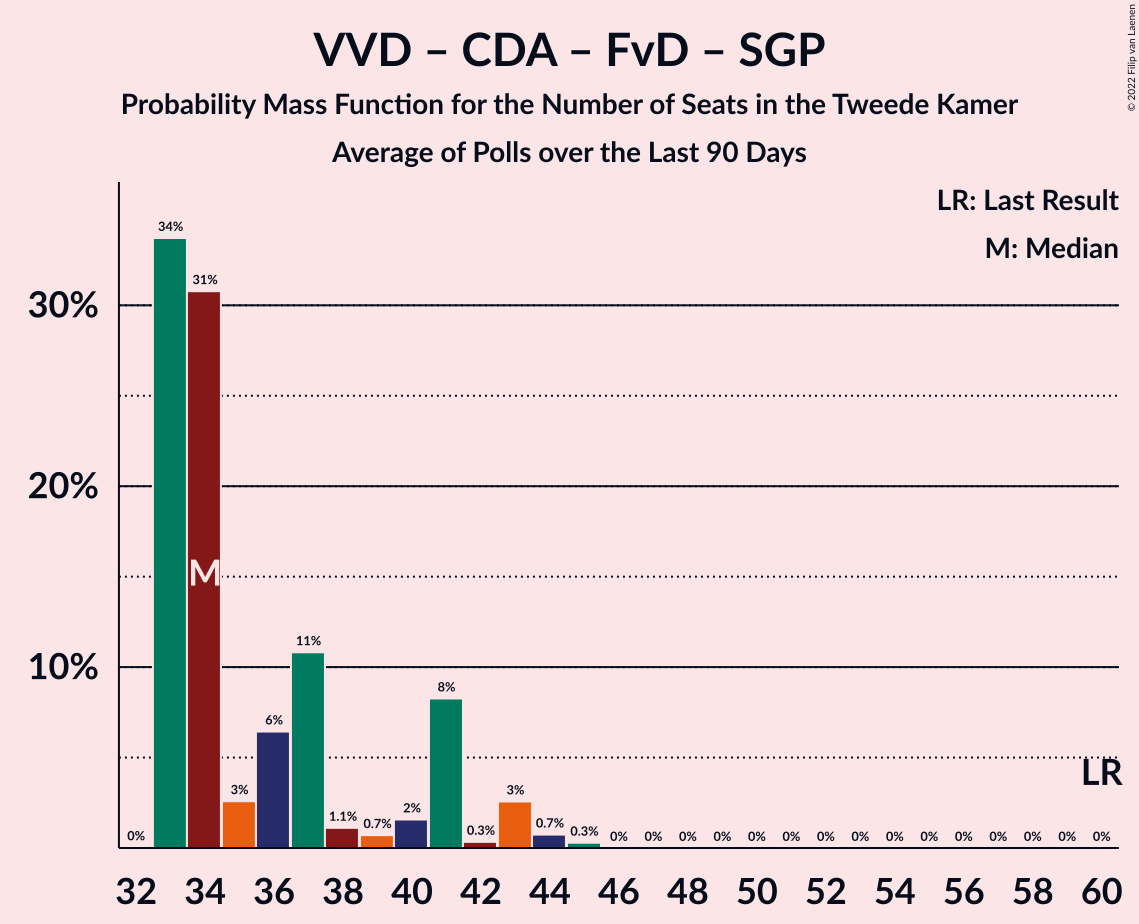 VVD – CDA – FvD – SGP
Probability Mass Function for the Number of Seats in the Tweede Kamer
Average of Polls over the Last 90 Days
© 2022 Filip van Laenen
LR: Last Result
M: Median
30%
20%
10%
0% 34% 31% 3% 6% 11% 1.1% 0.7% 2% 8% 0.3% 3% 0.7% 0.3% 0% 0% 0% 0% 0% 0% 0% 0% 0% 0% 0% 0% 0% 0% 0%
M
LR
32 34 36 38 40 42 44 46 48 50 52 54 56 58 60